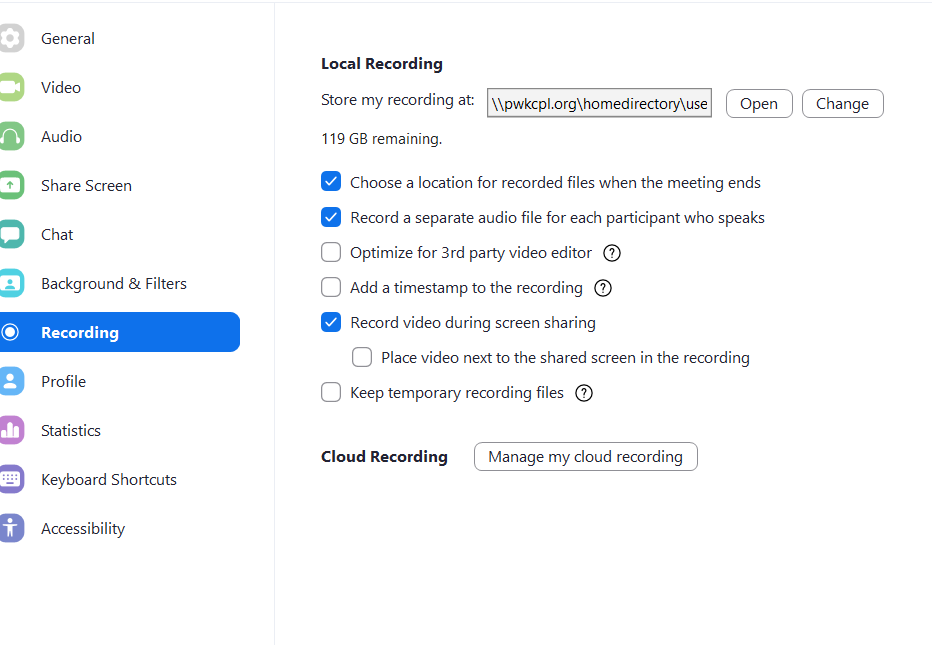 General
Video
Audio
Share Screen
Chat
Background & Filters
Recording
Profile
Statistics
Keyboard Shortcuts
Accessibility
Local Recording
Store my recording at: \\pwkcpl.org\homedirectory\use Open Change
119 GB remaining.
Choose a location for recorded files when the meeting ends
Record a separate audio file for each participant who speaks
Optimize for 3rd party video editor ?
Add a timestamp to the recording ?
Record video during screen sharing
Place video next to the shared screen in the recording
Keep temporary recording files ?
Cloud Recording Manage my cloud recording